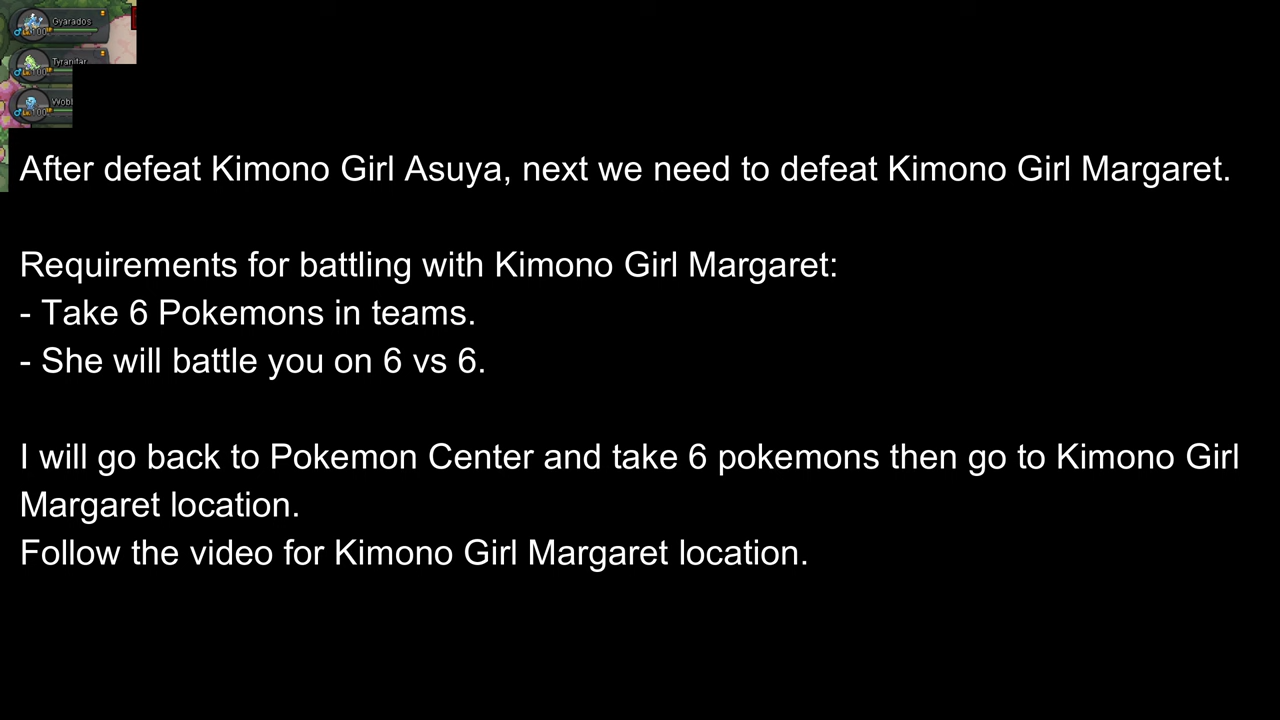 Gyarados
Tyranitar
After defeat Kimono Girl Asuya, next we need to defeat Kimono Girl Margaret.
Requirements for battling with Kimono Girl Margaret:
- Take 6 Pokemons in teams.
- She will battle you on 6 vs 6.
I will go back to Pokemon Center and take 6 pokemons then go to Kimono Girl
Margaret location.
Follow the video for Kimono Girl Margaret location.